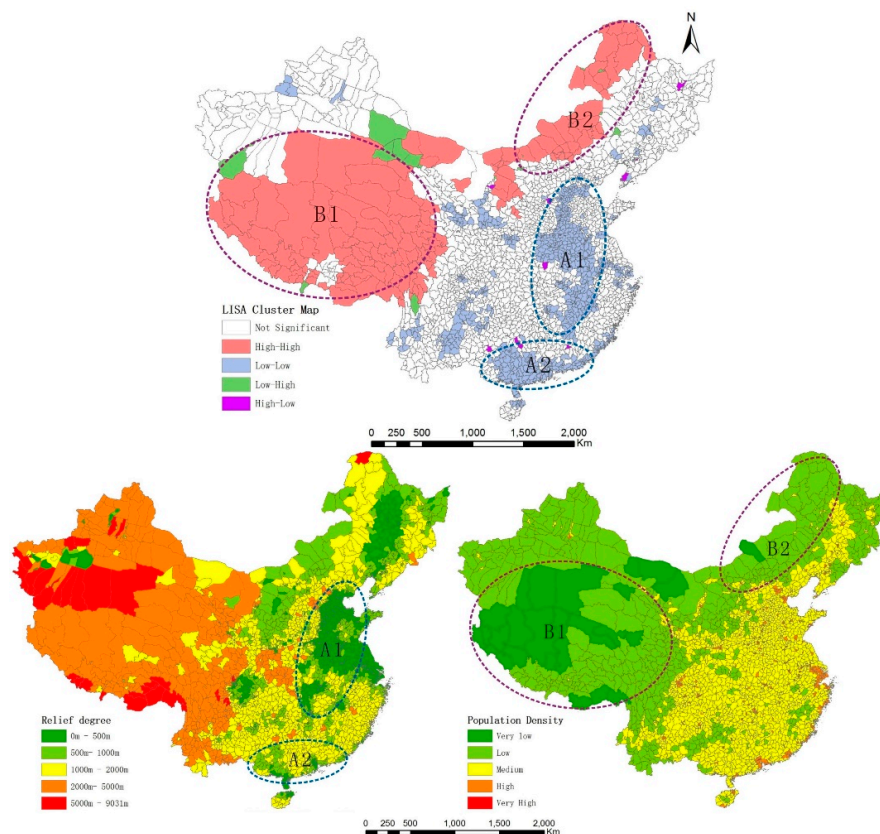 N
B2
B1
A1
A2
LISA Cluster Map
Not Significant
High-High
Low-Low
Low-High
High-Low
0 250 500 1,000 1,500 2,000
Km
A1
A2
Relief degree
0m - 500m
500m- 1000m
1000m - 2000m
2000m- 5000m
5000m - 9031m
B2
B1
Population Density
Very low
Low
Medium
High
Very High
0 250 500 1,000 1,500 2,000
Km